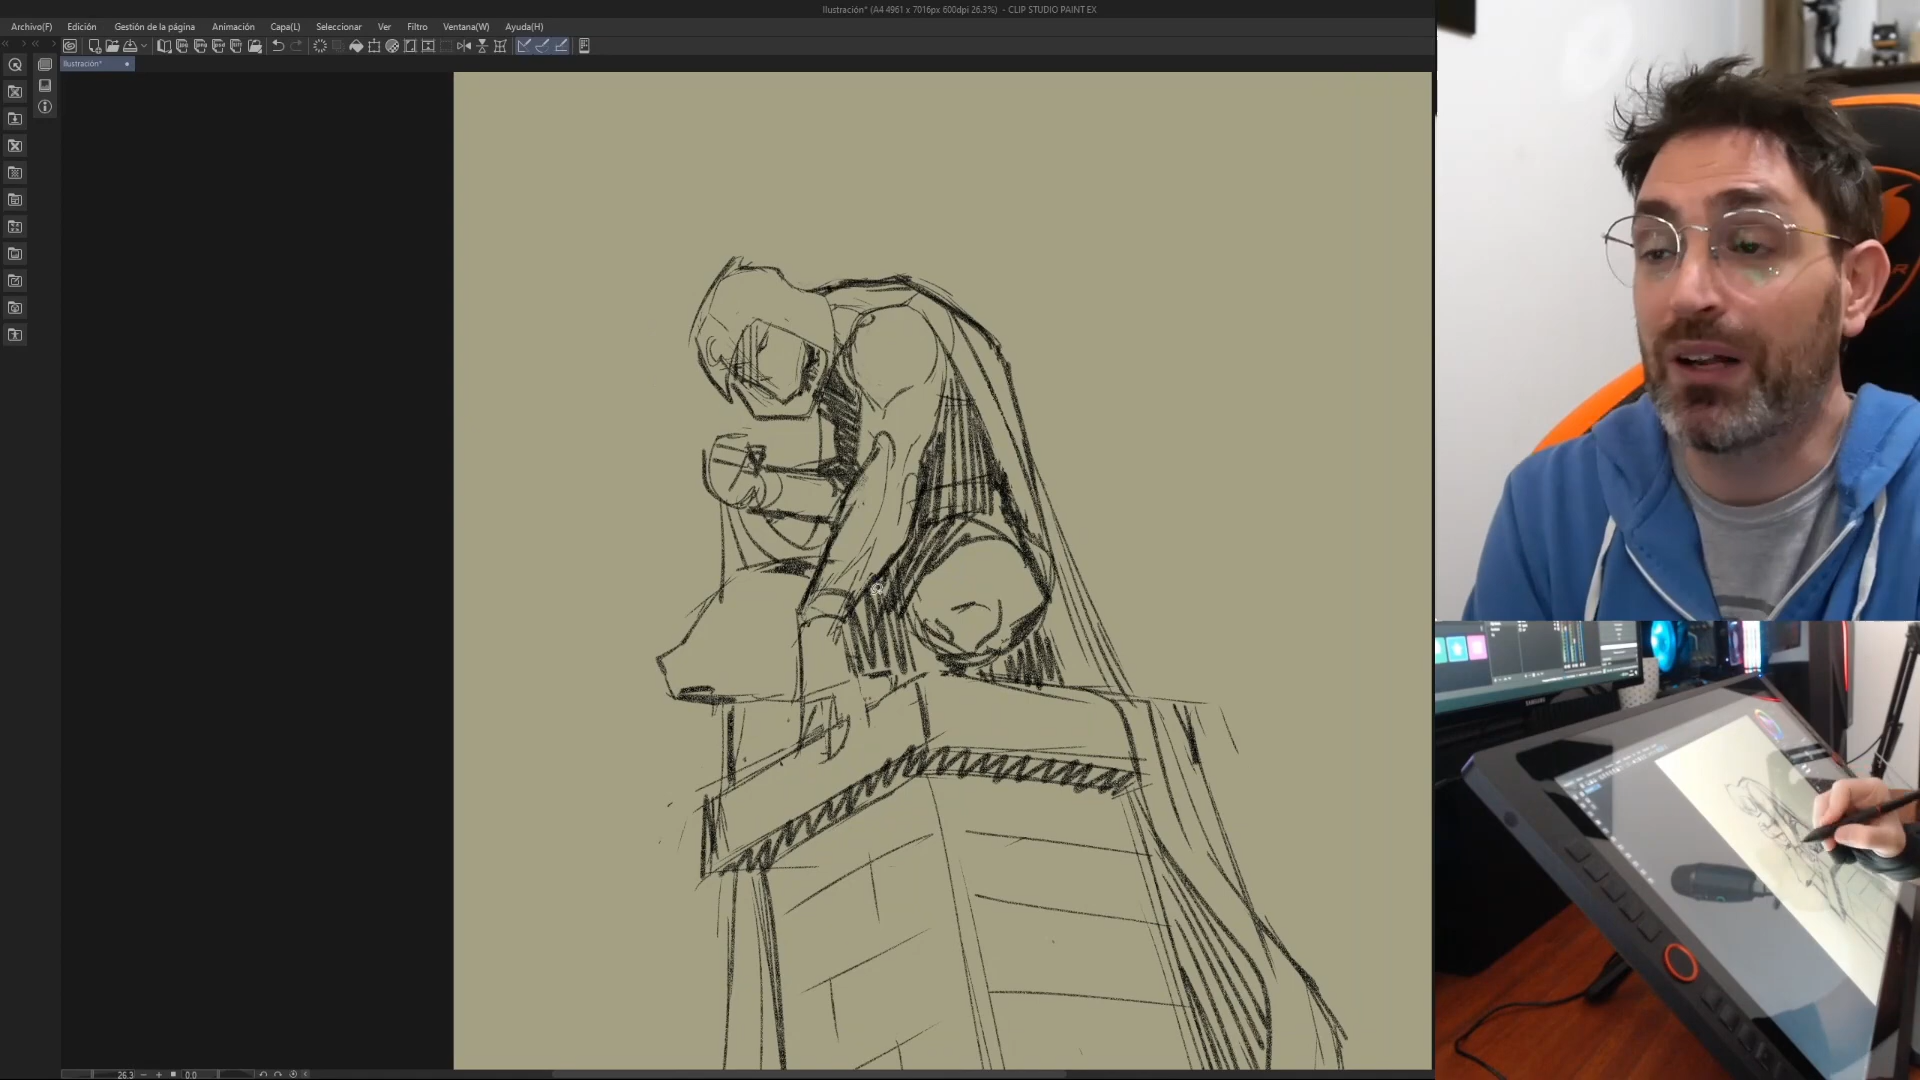 Ilustración* (A4 4961 x 7016px 600dpi 26.3%) - CLIP STUDIO PAINT EX
Archivo(F) Edición Gestión de la página Animación Capa(L) Seleccionar Ver Filtro Ventana(W) Ayuda(H)
Ilustración*
26.3
0.0